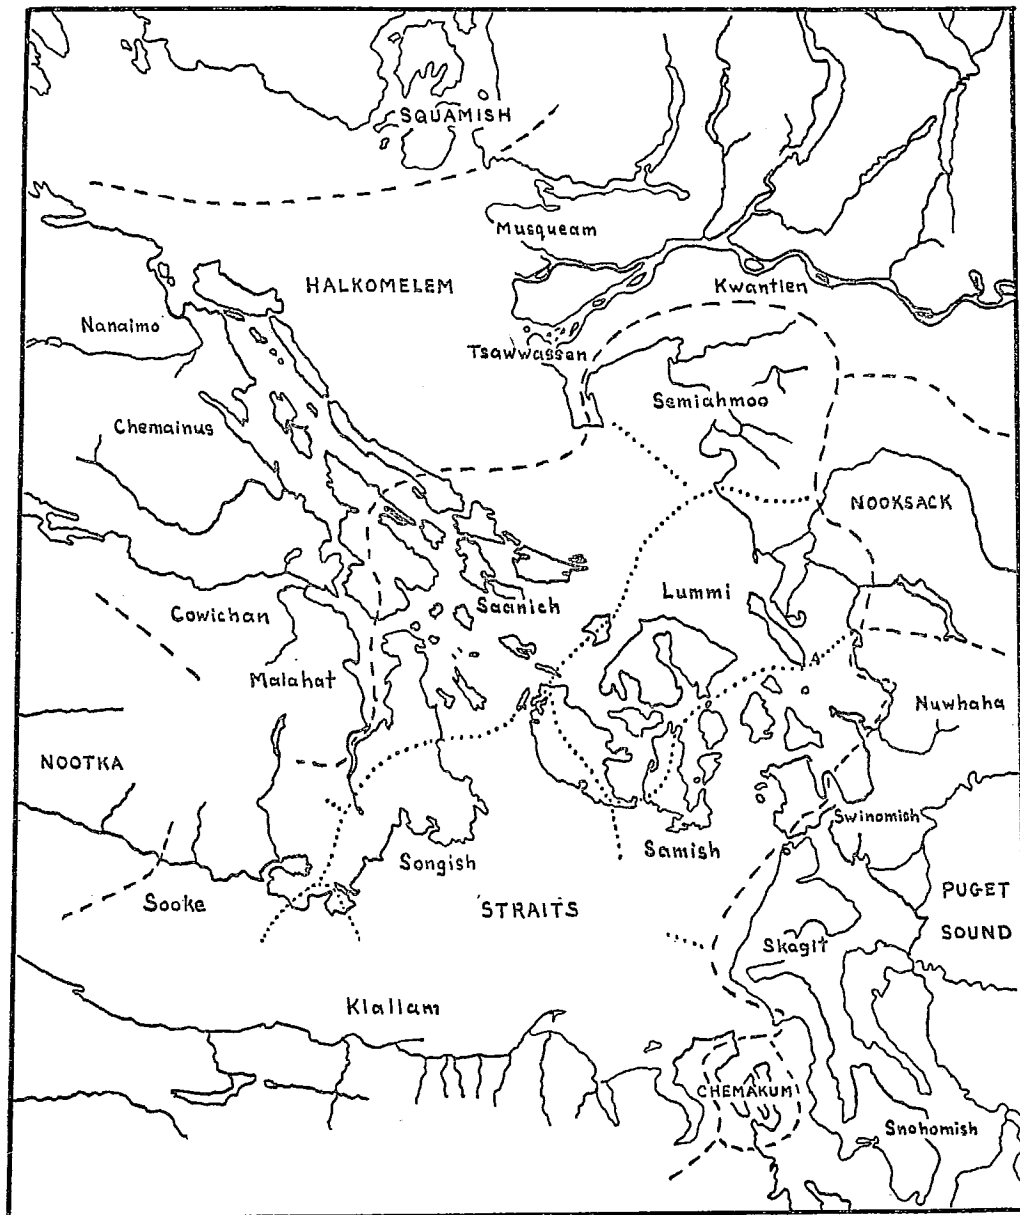 SQUAMISH
Musqueam
HALKOMELEM
Kwantlen
Nanaimo
Tsawwassen
Semiahmoo
Chemainus
NOOKSACK
Saanich
Lummi
Cowichan
Malahat
Nuwhaha
NOOTKA
Swinomish
Songish
Samish
Sooke
STRAITS
PUGET
SOUND
Skagit
Klallam
CHEMAKUM
Snohomish